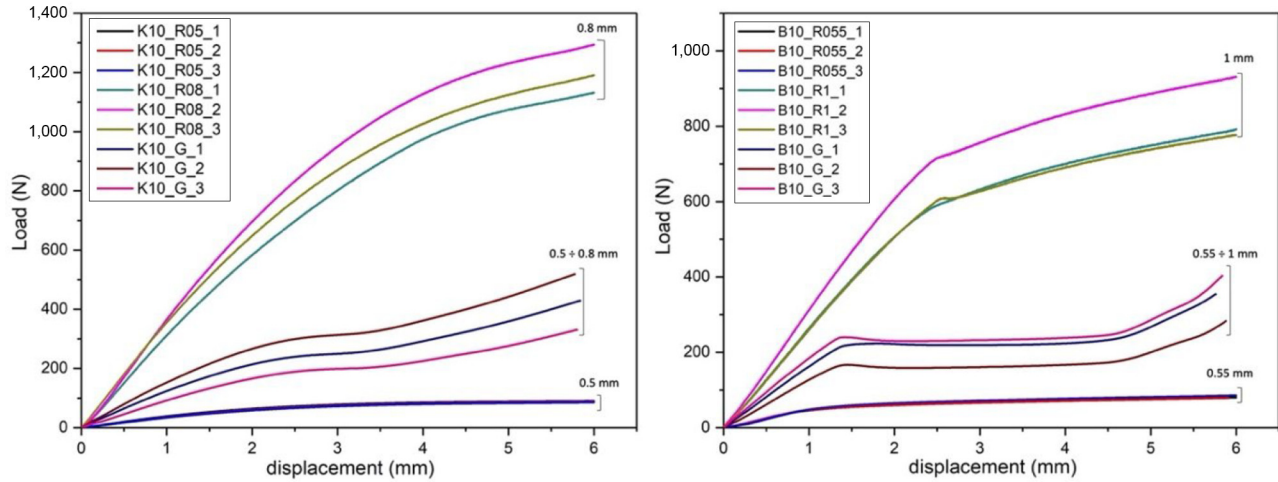 1,400
1,200
1,000
800
600
400
200
0
Load (N)
K10_R05_1
K10_R05_2
K10_R05_3
K10_R08_1
K10_R08_2
K10_R08_3
K10_G_1
K10_G_2
K10_G_3
0.8 mm
0.5 ÷ 0.8 mm
0.5 mm
0 1 2 3 4 5 6
displacement (mm)
1,000
800
600
400
200
0
Load (N)
B10_R055_1
B10_R055_2
B10_R055_3
B10_R1_1
B10_R1_2
B10_R1_3
B10_G_1
B10_G_2
B10_G_3
1 mm
0.55 ÷ 1 mm
0.55 mm
0 1 2 3 4 5 6
displacement (mm)